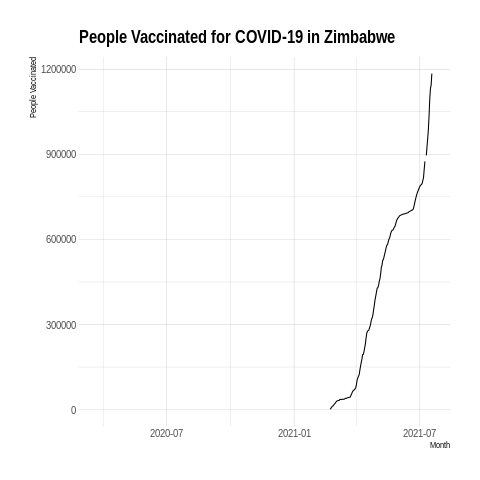 People Vaccinated for COVID-19 in Zimbabwe
People Vaccinated
1200000
900000
600000
300000
0
2020-07 2021-01 2021-07
Month